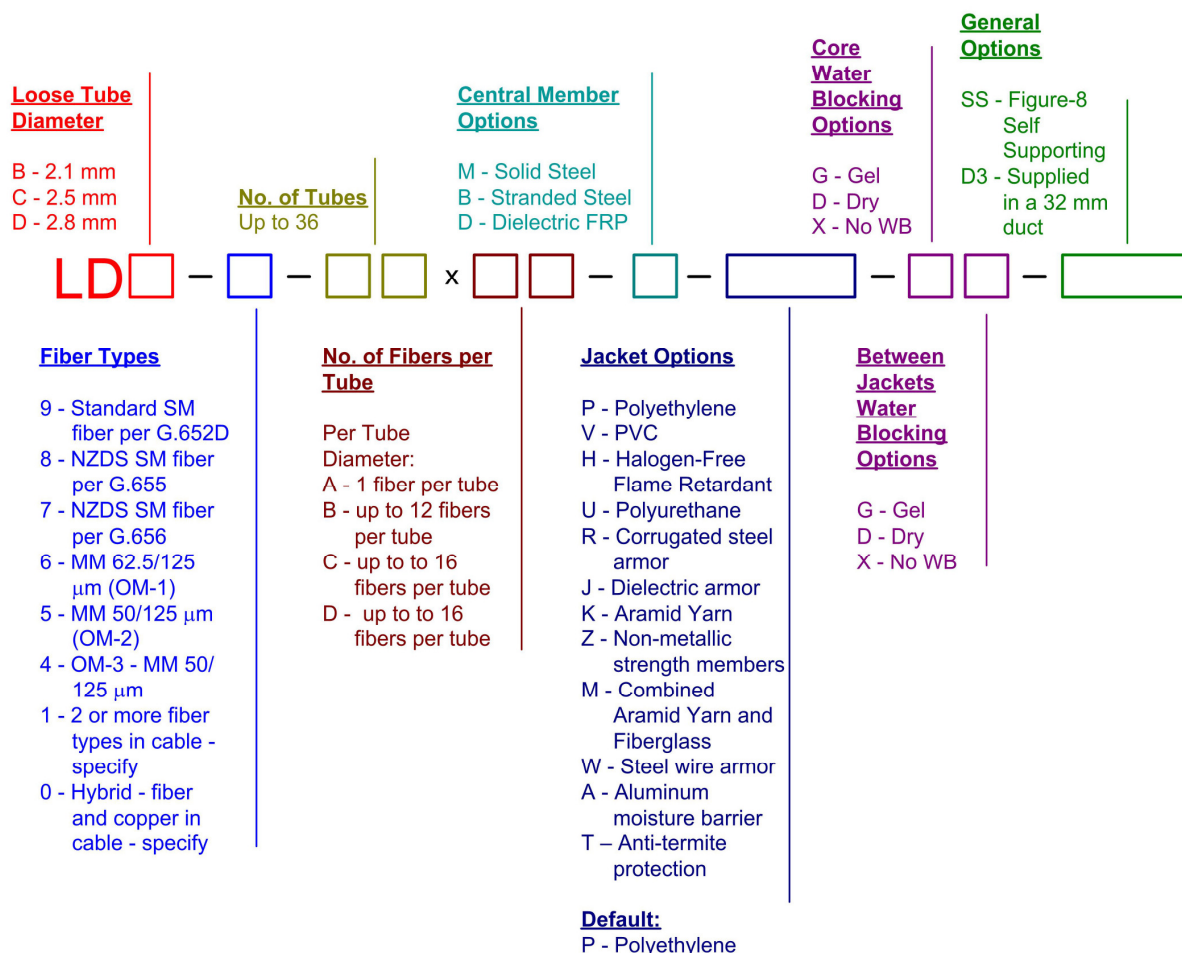 Loose Tube
Diameter
B - 2.1 mm
C - 2.5 mm
D - 2.8 mm
No. of Tubes
Up to 36
Central Member
Options
M - Solid Steel
B - Stranded Steel
D - Dielectric FRP
Core
Water
Blocking
Options
G - Gel
D - Dry
X - No WB
General
Options
SS - Figure-8
Self
Supporting
D3 - Supplied
in a 32 mm
duct
LD - - x - - - -
Fiber Types
9 - Standard SM
fiber per G.652D
8 - NZDS SM fiber
per G.655
7 - NZDS SM fiber
per G.656
6 - MM 62.5/125
µm (OM-1)
5 - MM 50/125 µm
(OM-2)
4 - OM-3 - MM 50/
125 µm
1 - 2 or more fiber
types in cable -
specify
0 - Hybrid - fiber
and copper in
cable - specify
No. of Fibers per
Tube
Per Tube
Diameter:
A - 1 fiber per tube
B - up to 12 fibers
per tube
C - up to to 16
fibers per tube
D - up to to 16
fibers per tube
Jacket Options
P - Polyethylene
V - PVC
H - Halogen-Free
Flame Retardant
U - Polyurethane
R - Corrugated steel
armor
J - Dielectric armor
K - Aramid Yarn
Z - Non-metallic
strength members
M - Combined
Aramid Yarn and
Fiberglass
W - Steel wire armor
A - Aluminum
moisture barrier
T – Anti-termite
protection
Default:
P - Polyethylene
Between
Jackets
Water
Blocking
Options
G - Gel
D - Dry
X - No WB